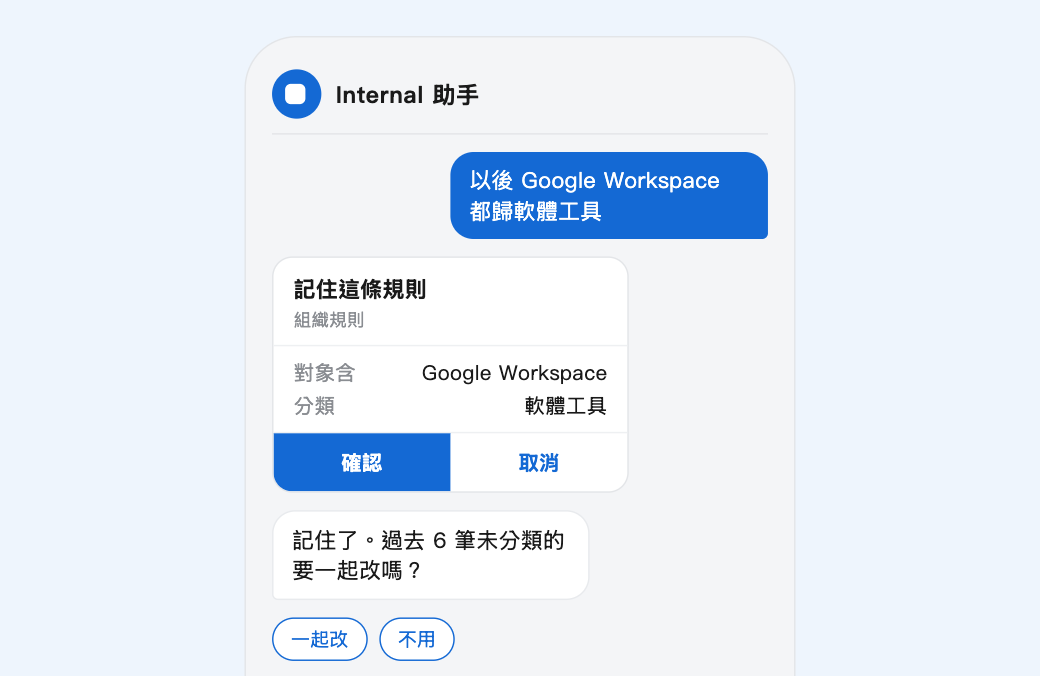 Internal 助手
以後 Google Workspace
都歸軟體工具
記住這條規則
組織規則
對象含 Google Workspace
分類 軟體工具
確認 取消
記住了。過去 6 筆未分類的
要一起改嗎？
一起改 不用